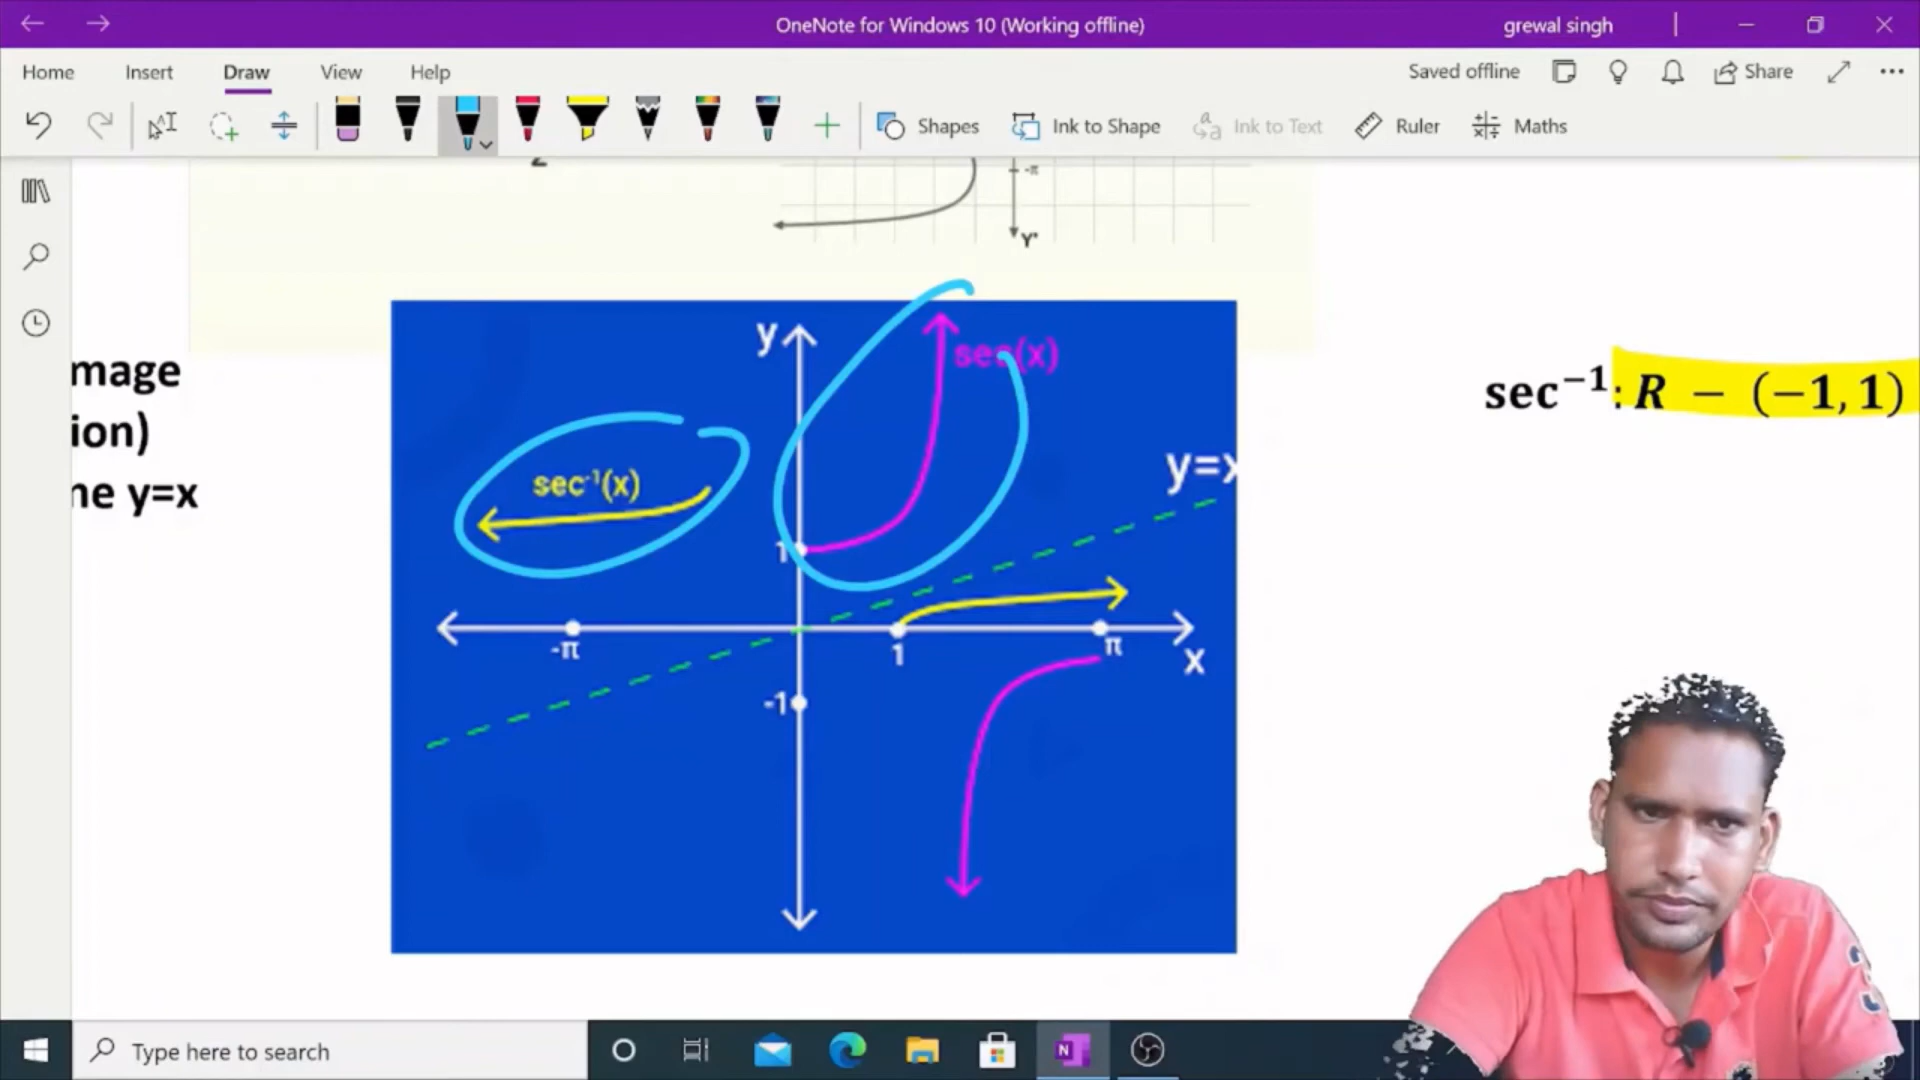 OneNote for Windows 10 (Working offline)
grewal singh
Home Insert Draw View Help
Saved offline
Share
Shapes
Ink to Shape
Ink to Text
Ruler
Maths
-π
Y'
mage
ion)
ne y=x
y
sec(x)
sec⁻¹(x)
y=x
1
-π
1
π
x
-1
sec⁻¹: R − (−1, 1)
Type here to search